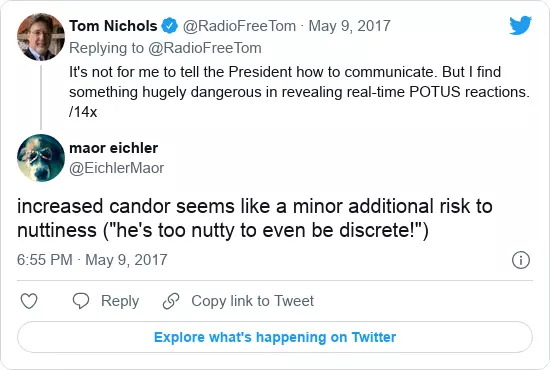 Tom Nichols @RadioFreeTom · May 9, 2017
Replying to @RadioFreeTom
It's not for me to tell the President how to communicate. But I find
something hugely dangerous in revealing real-time POTUS reactions.
/14x
maor eichler
@EichlerMaor
increased candor seems like a minor additional risk to
nuttiness ("he's too nutty to even be discrete!")
6:55 PM · May 9, 2017
Reply Copy link to Tweet
Explore what's happening on Twitter